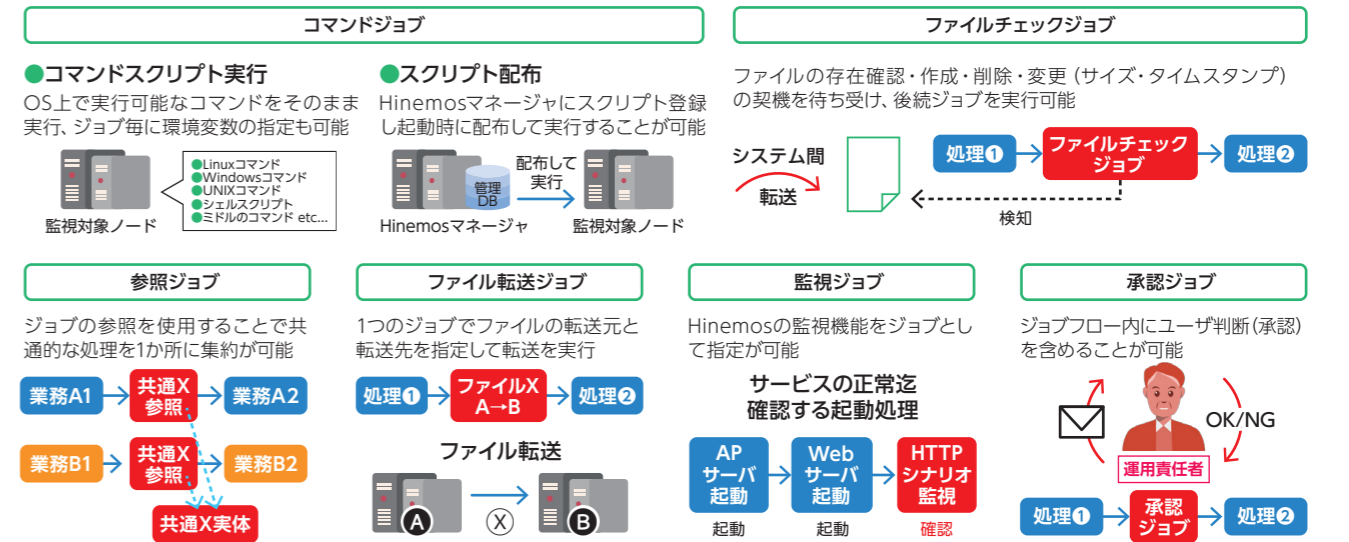 コマンドジョブ
●コマンドスクリプト実行
OS上で実行可能なコマンドをそのまま
実行、ジョブ毎に環境変数の指定も可能
●Linuxコマンド
●Windowsコマンド
●UNIXコマンド
●シェルスクリプト
●ミドルのコマンド etc...
監視対象ノード
●スクリプト配布
Hinemosマネージャにスクリプト登録
し起動時に配布して実行することが可能
管理
DB
配布して
実行
Hinemosマネージャ
監視対象ノード
ファイルチェックジョブ
ファイルの存在確認・作成・削除・変更（サイズ・タイムスタンプ）
の契機を待ち受け、後続ジョブを実行可能
システム間
転送
処理❶
ファイルチェック
ジョブ
処理❷
検知
参照ジョブ
ジョブの参照を使用することで共
通的な処理を1か所に集約が可能
業務A1
共通X
参照
業務A2
業務B1
共通X
参照
業務B2
共通X実体
ファイル転送ジョブ
1つのジョブでファイルの転送元と
転送先を指定して転送を実行
処理❶
ファイルX
A→B
処理❷
ファイル転送
A
Ⓧ
B
監視ジョブ
Hinemosの監視機能をジョブとし
て指定が可能
サービスの正常迄
確認する起動処理
AP
サーバ
起動
Web
サーバ
起動
HTTP
シナリオ
監視
起動
起動
確認
承認ジョブ
ジョブフロー内にユーザ判断（承認）
を含めることが可能
OK/NG
運用責任者
処理❶
承認
ジョブ
処理❷